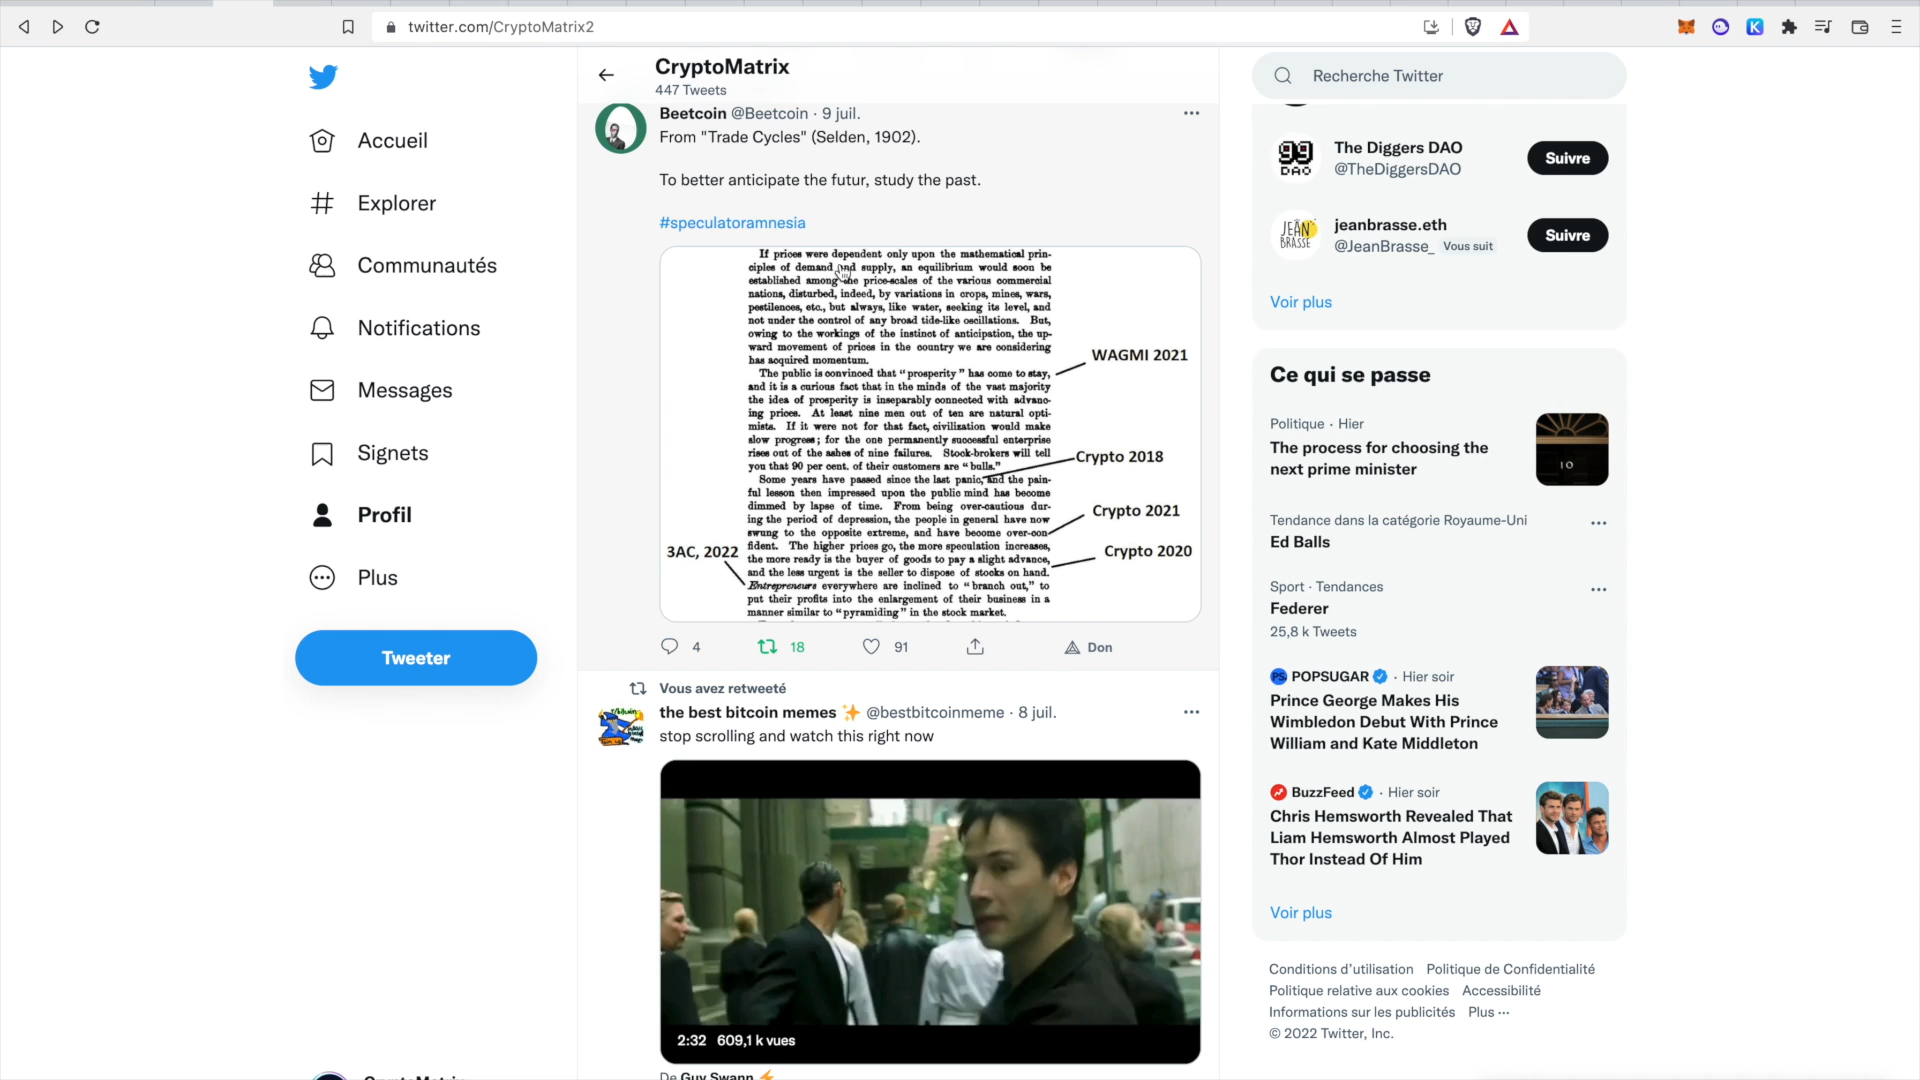 twitter.com/CryptoMatrix2
Accueil
Explorer
Communautés
Notifications
Messages
Signets
Profil
Plus
Tweeter
CryptoMatrix
447 Tweets
Beetcoin @Beetcoin · 9 juil.
From "Trade Cycles" (Selden, 1902).
To better anticipate the futur, study the past.
#speculatoramnesia
If prices were dependent only upon the mathematical prin-
ciples of demand and supply, an equilibrium would soon be
established among the price-scales of the various commercial
nations, disturbed, indeed, by variations in crops, mines, wars,
pestilences, etc., but always, like water, seeking its level, and
not under the control of any broad tide-like oscillations. But,
owing to the workings of the instinct of anticipation, the up-
ward movement of prices in the country we are considering
has acquired momentum.
The public is convinced that "prosperity" has come to stay,
and it is a curious fact that in the minds of the vast majority
the idea of prosperity is inseparably connected with advanc-
ing prices. At least nine men out of ten are natural opti-
mists. If it were not for that fact, civilization would make
slow progress; for the one permanently successful enterprise
rises out of the ashes of nine failures. Stock-brokers will tell
you that 90 per cent. of their customers are "bulls."
Some years have passed since the last panic, and the pain-
ful lesson then impressed upon the public mind has become
dimmed by lapse of time. From being over-cautious dur-
ing the period of depression, the people in general have now
swung to the opposite extreme, and have become over-con-
fident. The higher prices go, the more speculation increases,
the more ready is the buyer of goods to pay a slight advance,
and the less urgent is the seller to dispose of stocks on hand.
Entrepreneurs everywhere are inclined to "branch out," to
put their profits into the enlargement of their business in a
manner similar to "pyramiding" in the stock market.
WAGMI 2021
Crypto 2018
Crypto 2021
Crypto 2020
3AC, 2022
4
18
91
Don
Vous avez retweeté
the best bitcoin memes ✨ @bestbitcoinmeme · 8 juil.
stop scrolling and watch this right now
2:32 609,1 k vues
De Guy Swann ⚡
Recherche Twitter
99
DAO
The Diggers DAO
@TheDiggersDAO
Suivre
JEAN
BRASSE
jeanbrasse.eth
@JeanBrasse_ Vous suit
Suivre
Voir plus
Ce qui se passe
Politique · Hier
The process for choosing the
next prime minister
10
Tendance dans la catégorie Royaume-Uni
Ed Balls
Sport · Tendances
Federer
25,8 k Tweets
PS
POPSUGAR · Hier soir
Prince George Makes His
Wimbledon Debut With Prince
William and Kate Middleton
BuzzFeed · Hier soir
Chris Hemsworth Revealed That
Liam Hemsworth Almost Played
Thor Instead Of Him
Voir plus
Conditions d'utilisation Politique de Confidentialité
Politique relative aux cookies Accessibilité
Informations sur les publicités Plus ···
© 2022 Twitter, Inc.